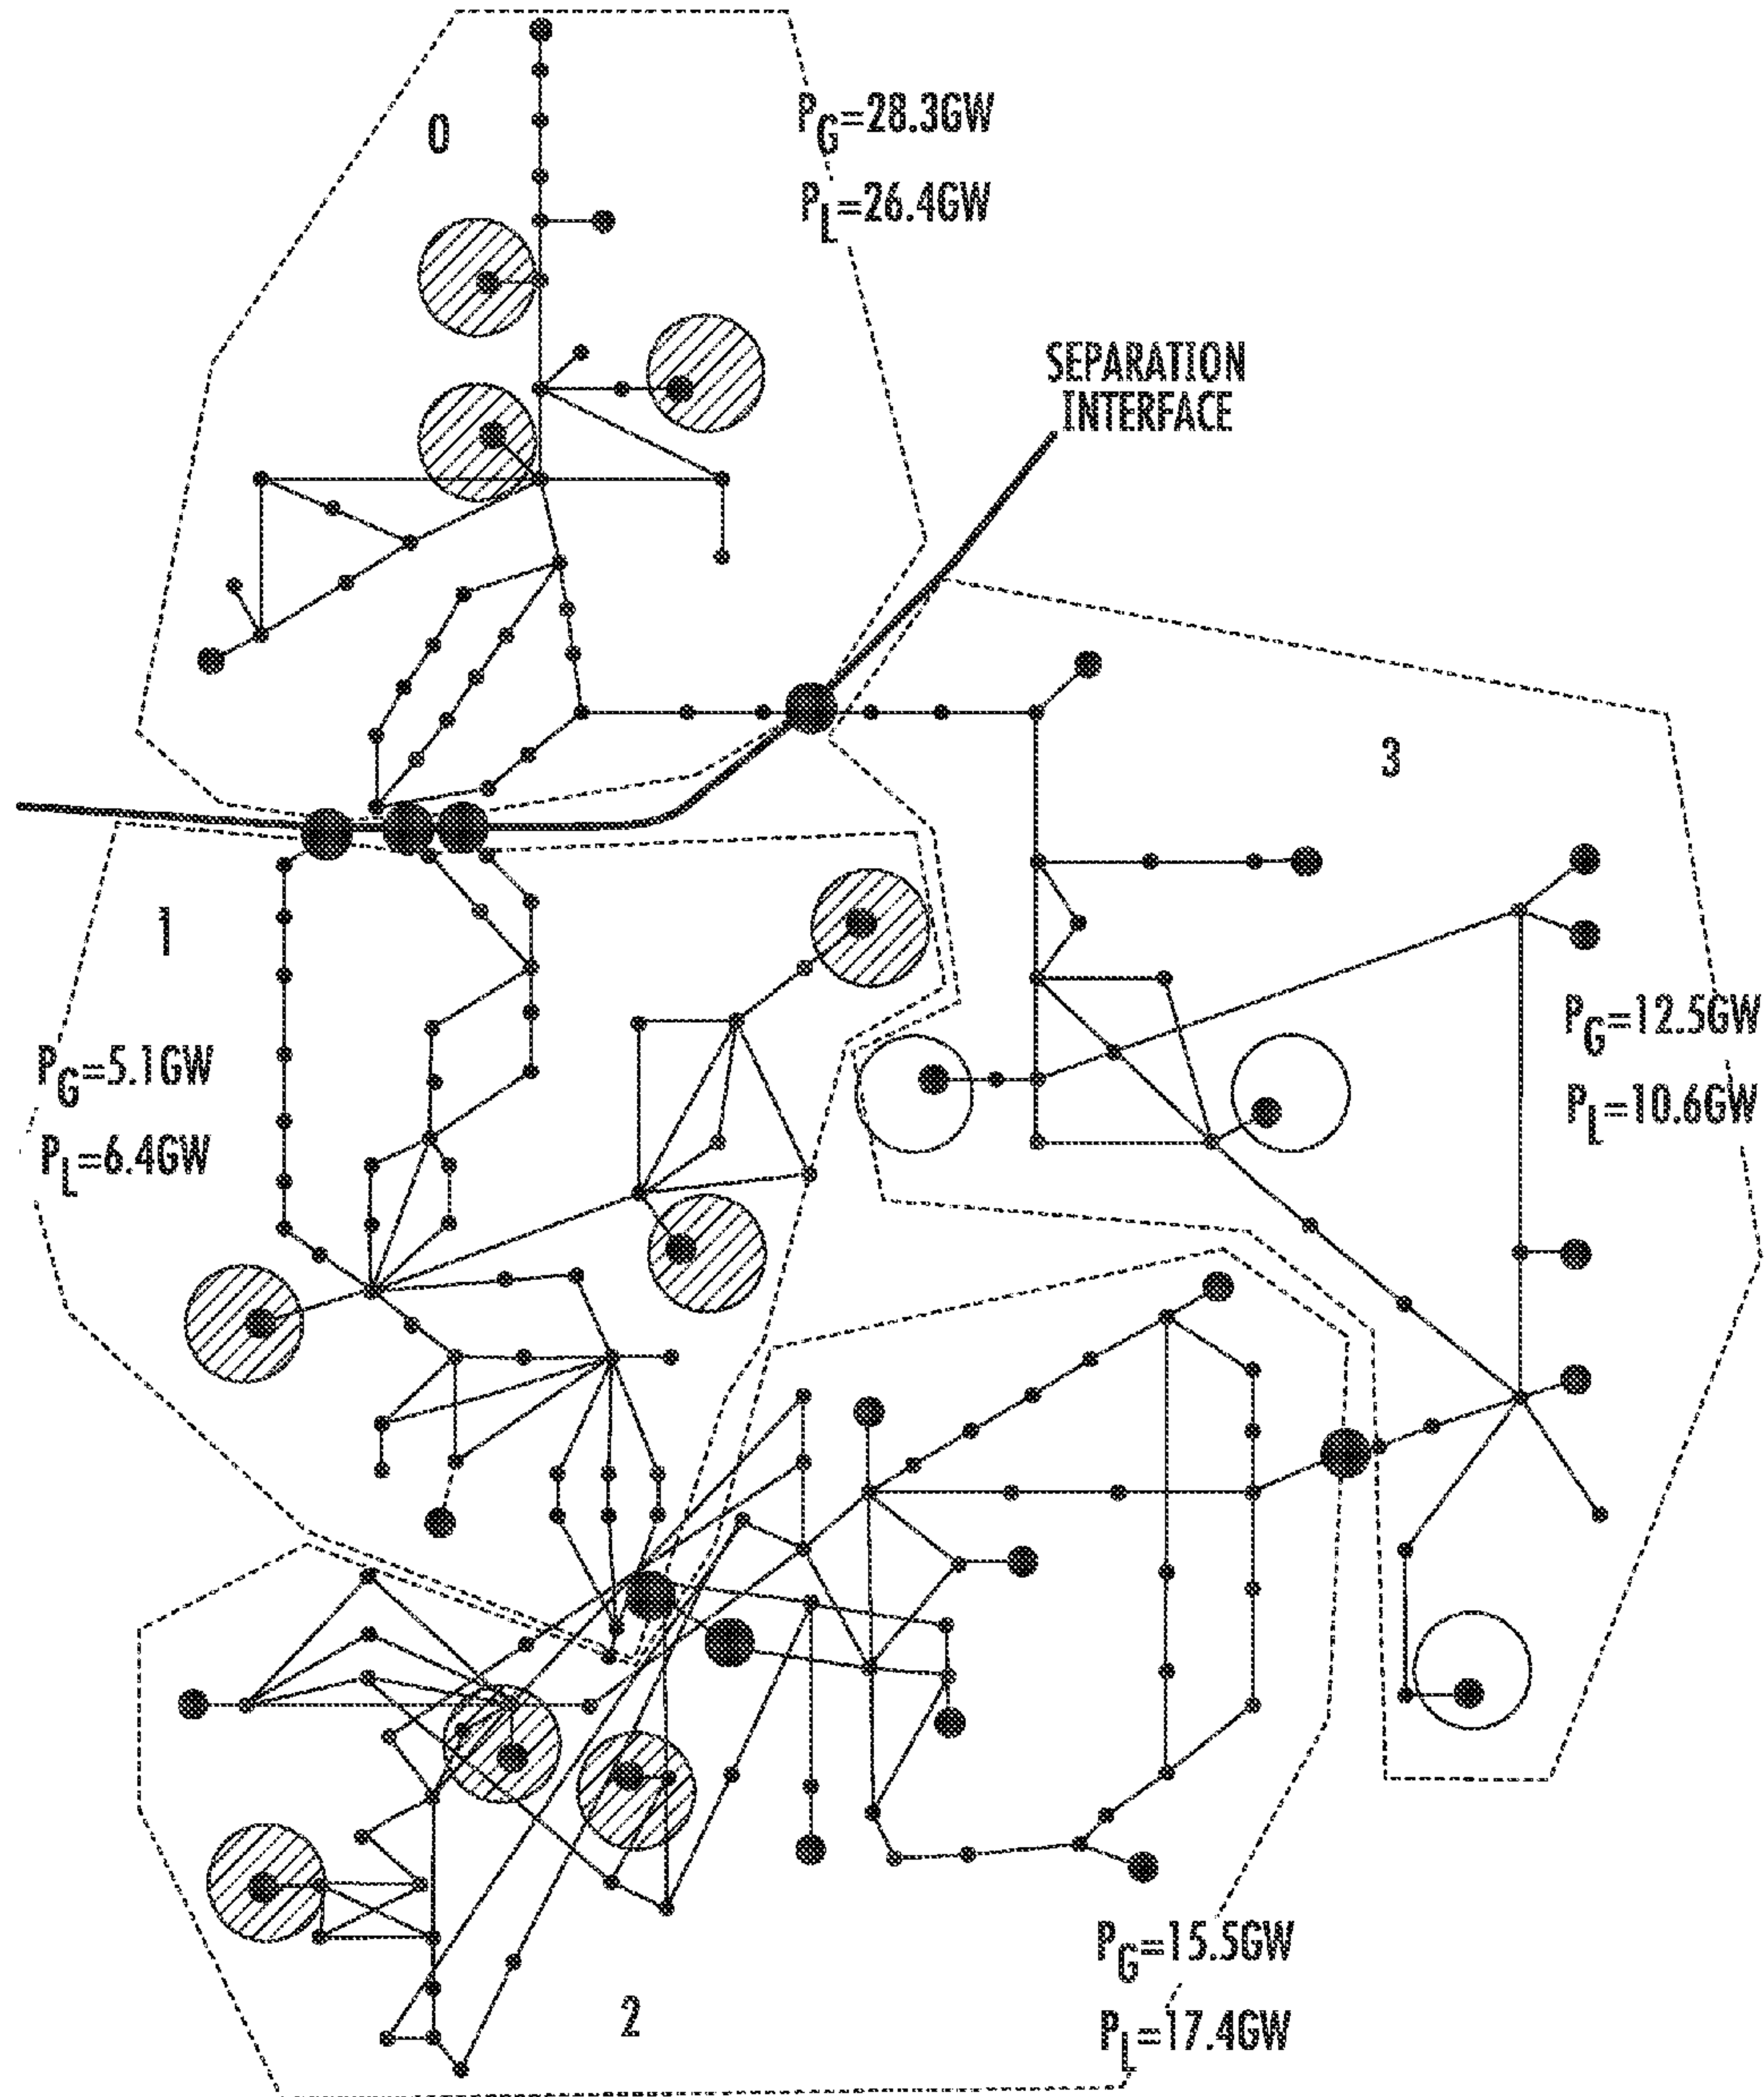 0
P_G=28.3GW
P_L=26.4GW
SEPARATION
INTERFACE
3
1
P_G=12.5GW
P_L=10.6GW
P_G=5.1GW
P_L=6.4GW
P_G=15.5GW
P_L=17.4GW
2